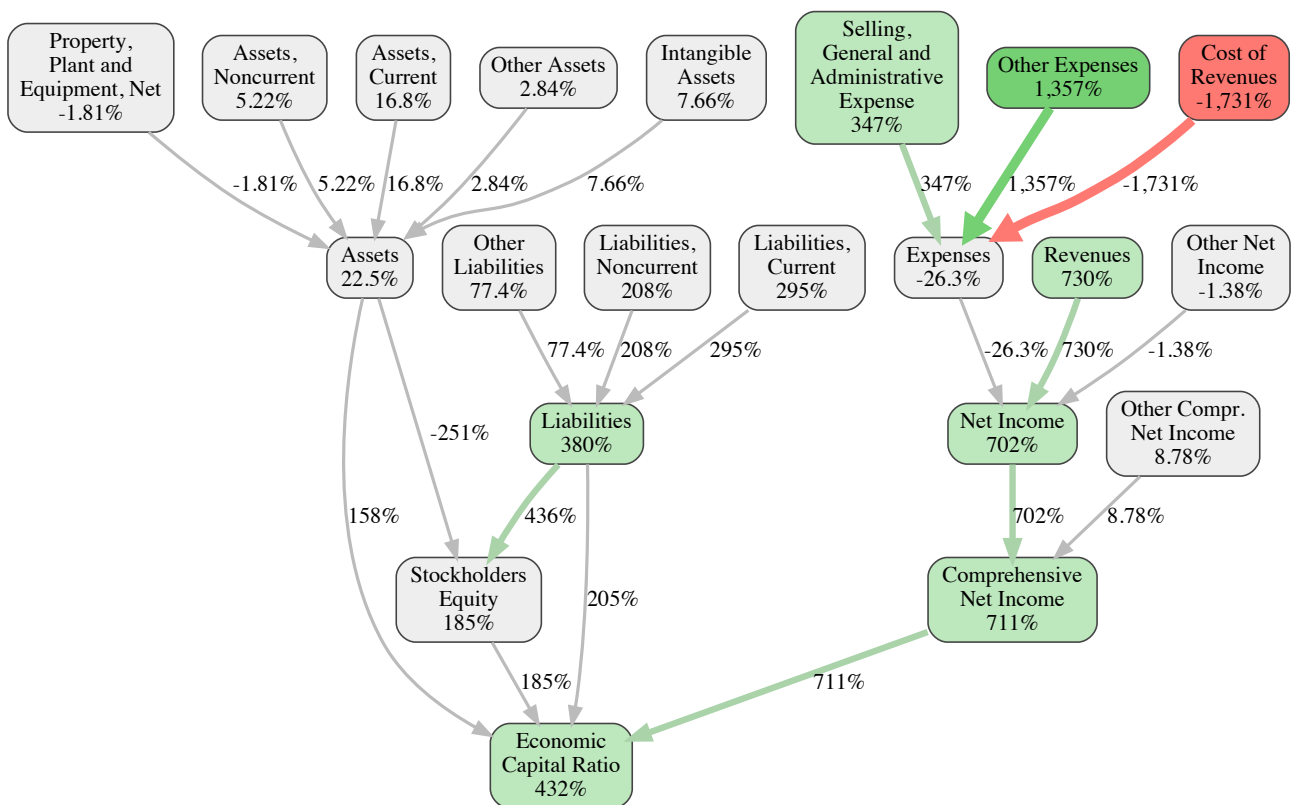 Property,
Plant and
Equipment, Net
-1.81%
Assets,
Noncurrent
5.22%
Assets,
Current
16.8%
Other Assets
2.84%
Intangible
Assets
7.66%
Selling,
General and
Administrative
Expense
347%
Other Expenses
1,357%
Cost of
Revenues
-1,731%
-1.81%
5.22%
16.8%
2.84%
7.66%
347%
1,357%
-1,731%
Assets
22.5%
Other
Liabilities
77.4%
Liabilities,
Noncurrent
208%
Liabilities,
Current
295%
Expenses
-26.3%
Revenues
730%
Other Net
Income
-1.38%
77.4%
208%
295%
-26.3%
730%
-1.38%
-251%
Liabilities
380%
Net Income
702%
Other Compr.
Net Income
8.78%
158%
436%
702%
8.78%
Stockholders
Equity
185%
205%
Comprehensive
Net Income
711%
185%
711%
Economic
Capital Ratio
432%